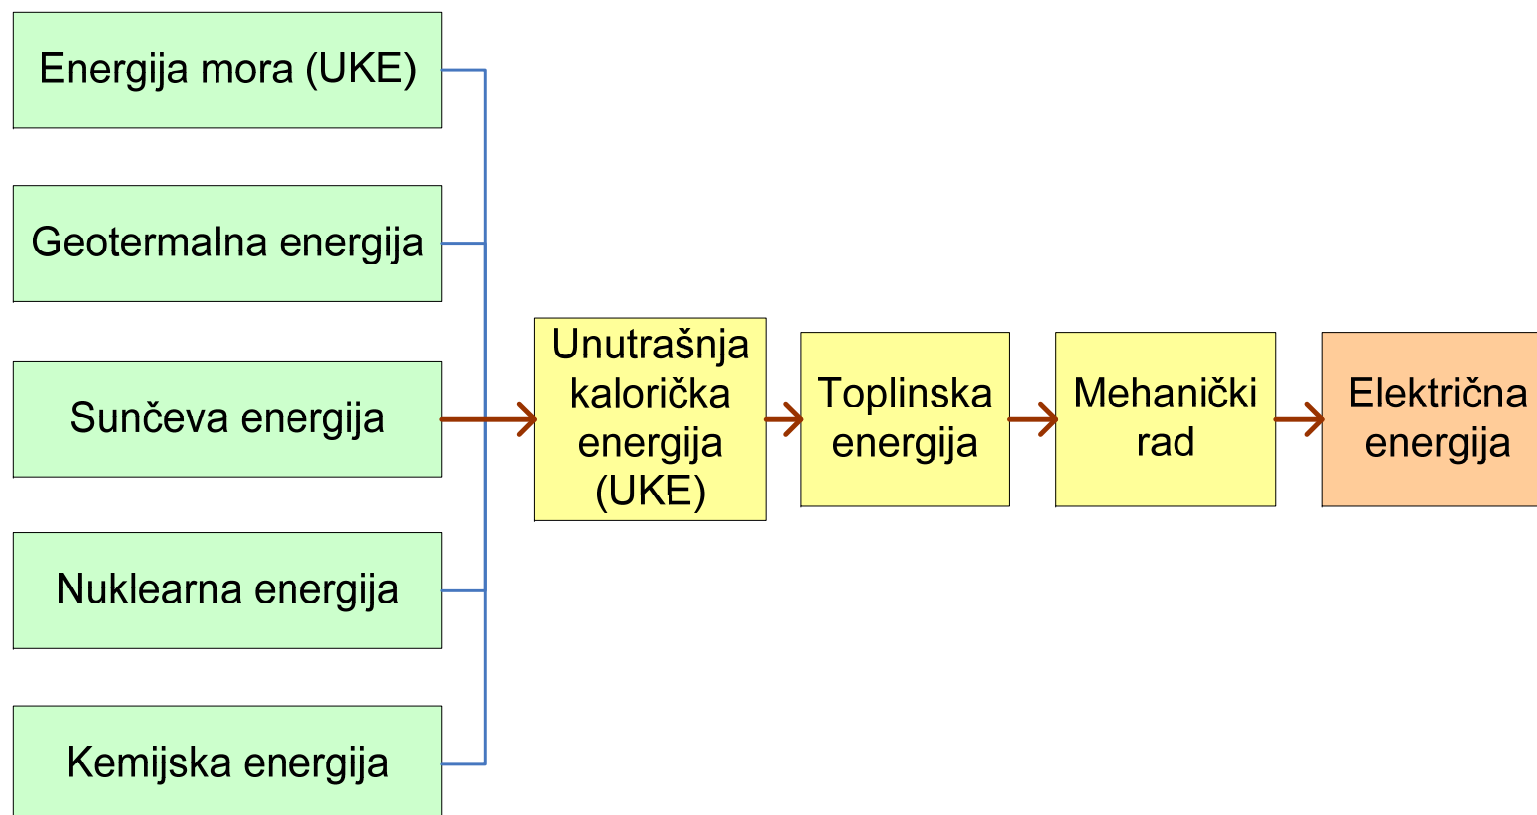 Energija mora (UKE)
Geotermalna energija
Sunčeva energija
Nuklearna energija
Kemijska energija
Unutrašnja
kalorička
energija
(UKE)
Toplinska
energija
Mehanički
rad
Električna
energija